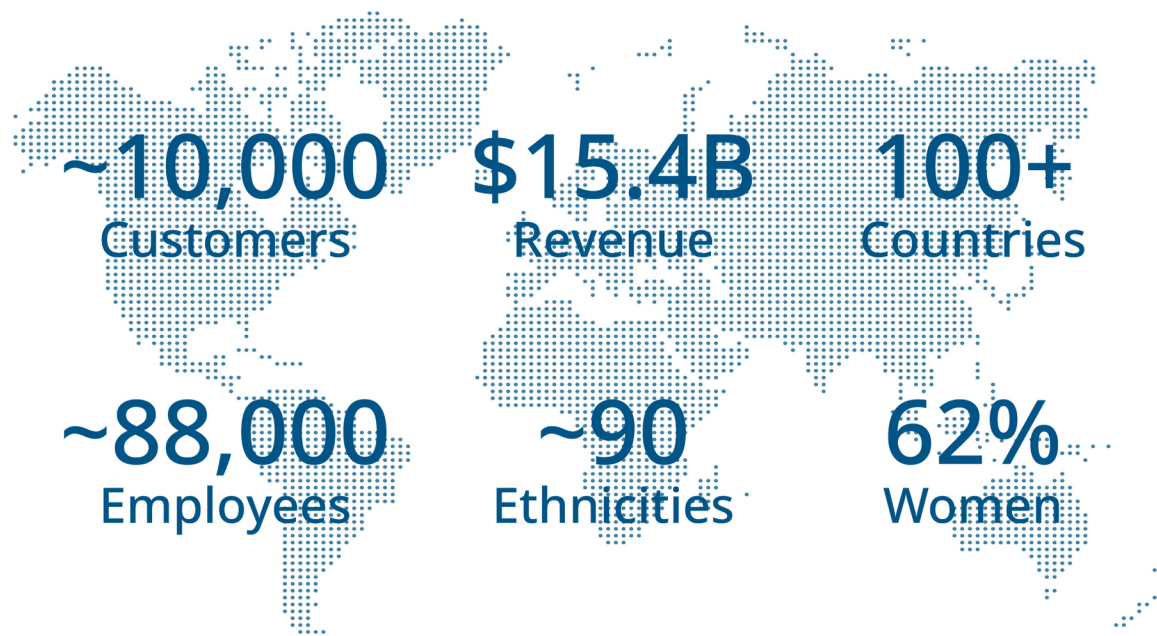 ~10,000
Customers
$15.4B
Revenue
100+
Countries
~88,000
Employees
~90
Ethnicities
62%
Women